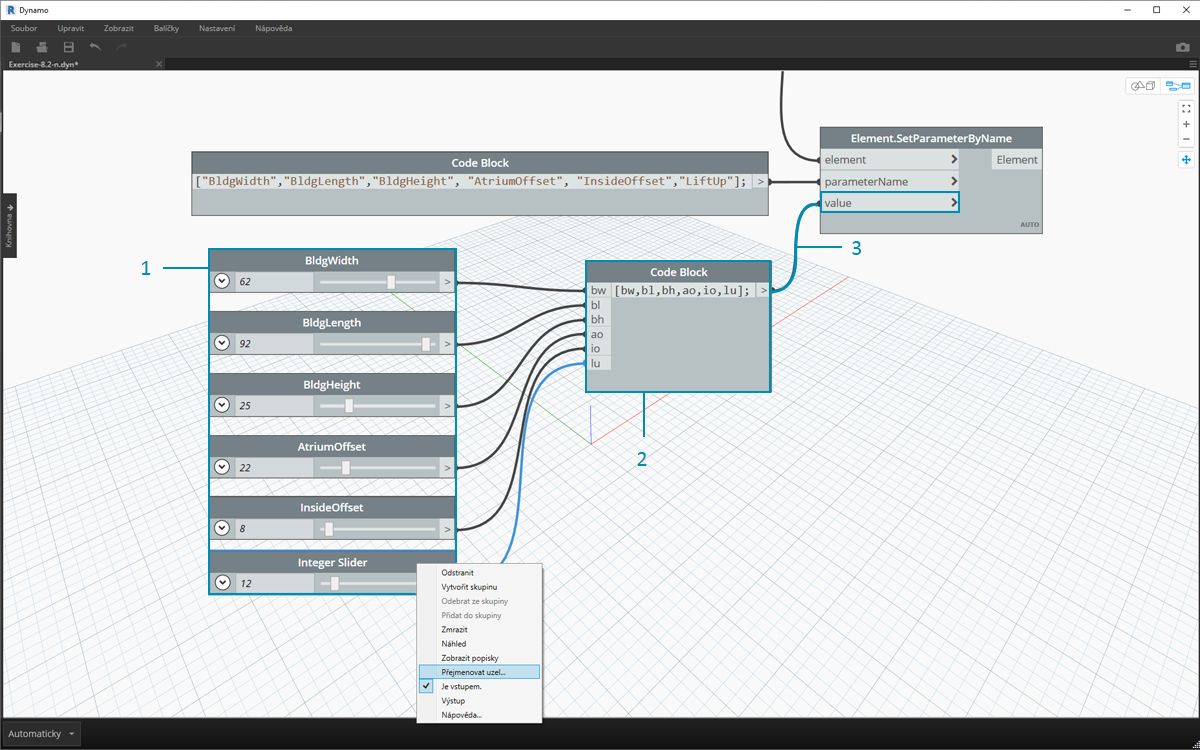 Dynamo
Soubor Upravit Zobrazit Balíčky Nastavení Nápověda
Exercise-8.2-n.dyn*
Knihovna
Code Block
["BldgWidth","BldgLength","BldgHeight", "AtriumOffset", "InsideOffset","LiftUp"]; >
Element.SetParameterByName
element > Element
parameterName >
value >
AUTO
1
BldgWidth
62 >
BldgLength
92 >
BldgHeight
25 >
AtriumOffset
22 >
InsideOffset
8 >
Integer Slider
12
Code Block
bw [bw,bl,bh,ao,io,lu]; >
bl
bh
ao
io
lu
2
3
Odstranit
Vytvořit skupinu
Odebrat ze skupiny
Přidat do skupiny
Zmrazit
Náhled
Zobrazit popisky
Přejmenovat uzel...
Je vstupem.
Výstup
Nápověda...
Automaticky